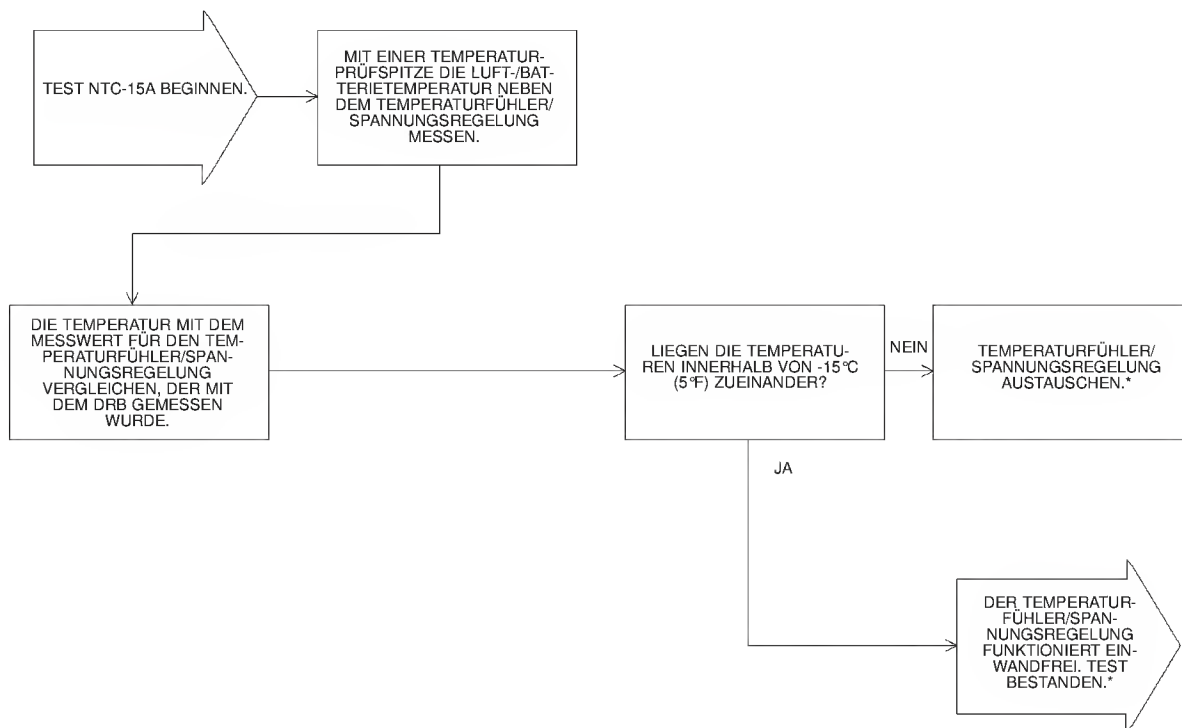 TEST NTC-15A BEGINNEN.
MIT EINER TEMPERATUR-
PRÜFSPITZE DIE LUFT-/BAT-
TERIETEMPERATUR NEBEN
DEM TEMPERATURFÜHLER/
SPANNUNGSREGELUNG
MESSEN.
DIE TEMPERATUR MIT DEM
MESSWERT FÜR DEN TEM-
PERATURFÜHLER/SPAN-
NUNGSREGELUNG
VERGLEICHEN, DER MIT
DEM DRB GEMESSEN
WURDE.
LIEGEN DIE TEMPERATU-
REN INNERHALB VON -15°C
(5°F) ZUEINANDER?
NEIN
TEMPERATURFÜHLER/
SPANNUNGSREGELUNG
AUSTAUSCHEN.*
JA
DER TEMPERATUR-
FÜHLER/SPAN-
NUNGSREGELUNG
FUNKTIONIERT EIN-
WANDFREI. TEST
BESTANDEN.*